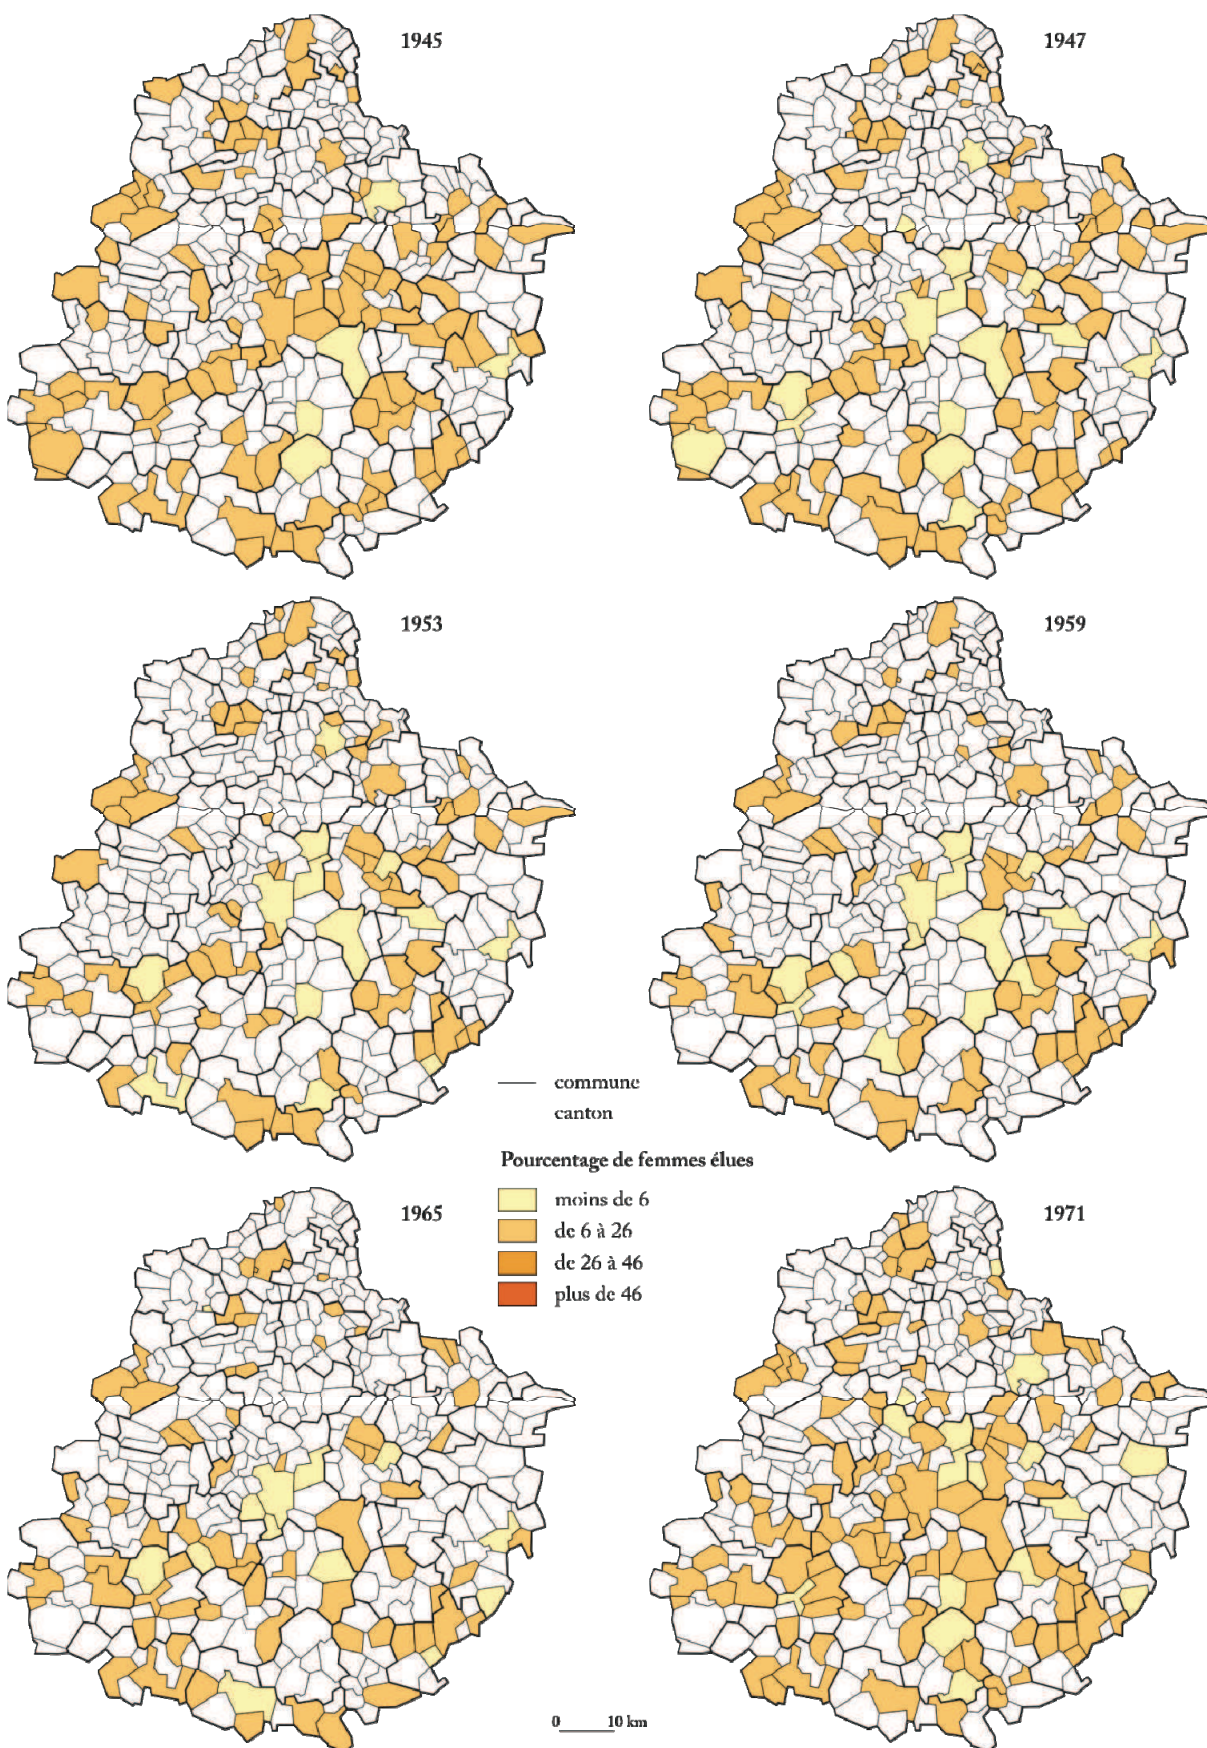 1945
1947
1953
1959
commune
canton
Pourcentage de femmes élues
moins de 6
de 6 à 26
de 26 à 46
plus de 46
1965
1971
0 10 km